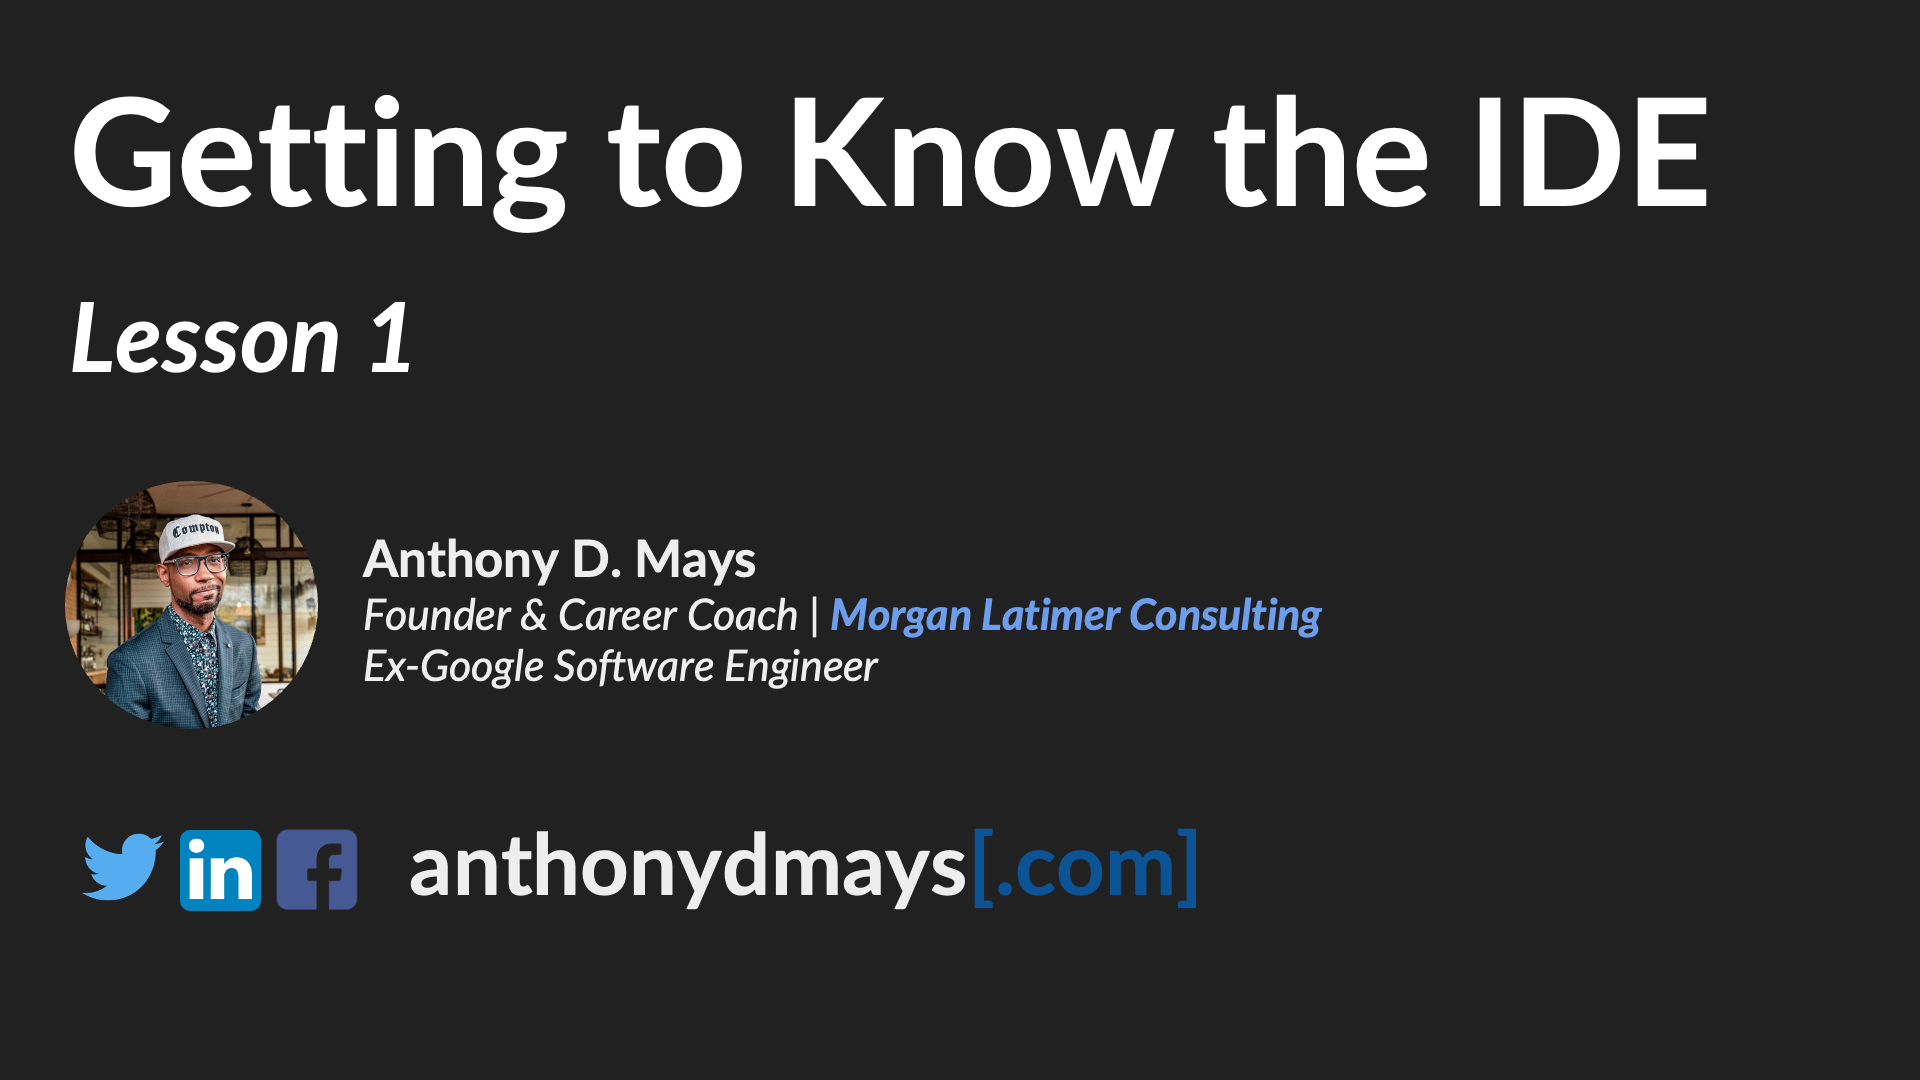 Getting to Know the IDE
Lesson 1
Compton
Anthony D. Mays
Founder & Career Coach | Morgan Latimer Consulting
Ex-Google Software Engineer
in f anthonydmays[.com]